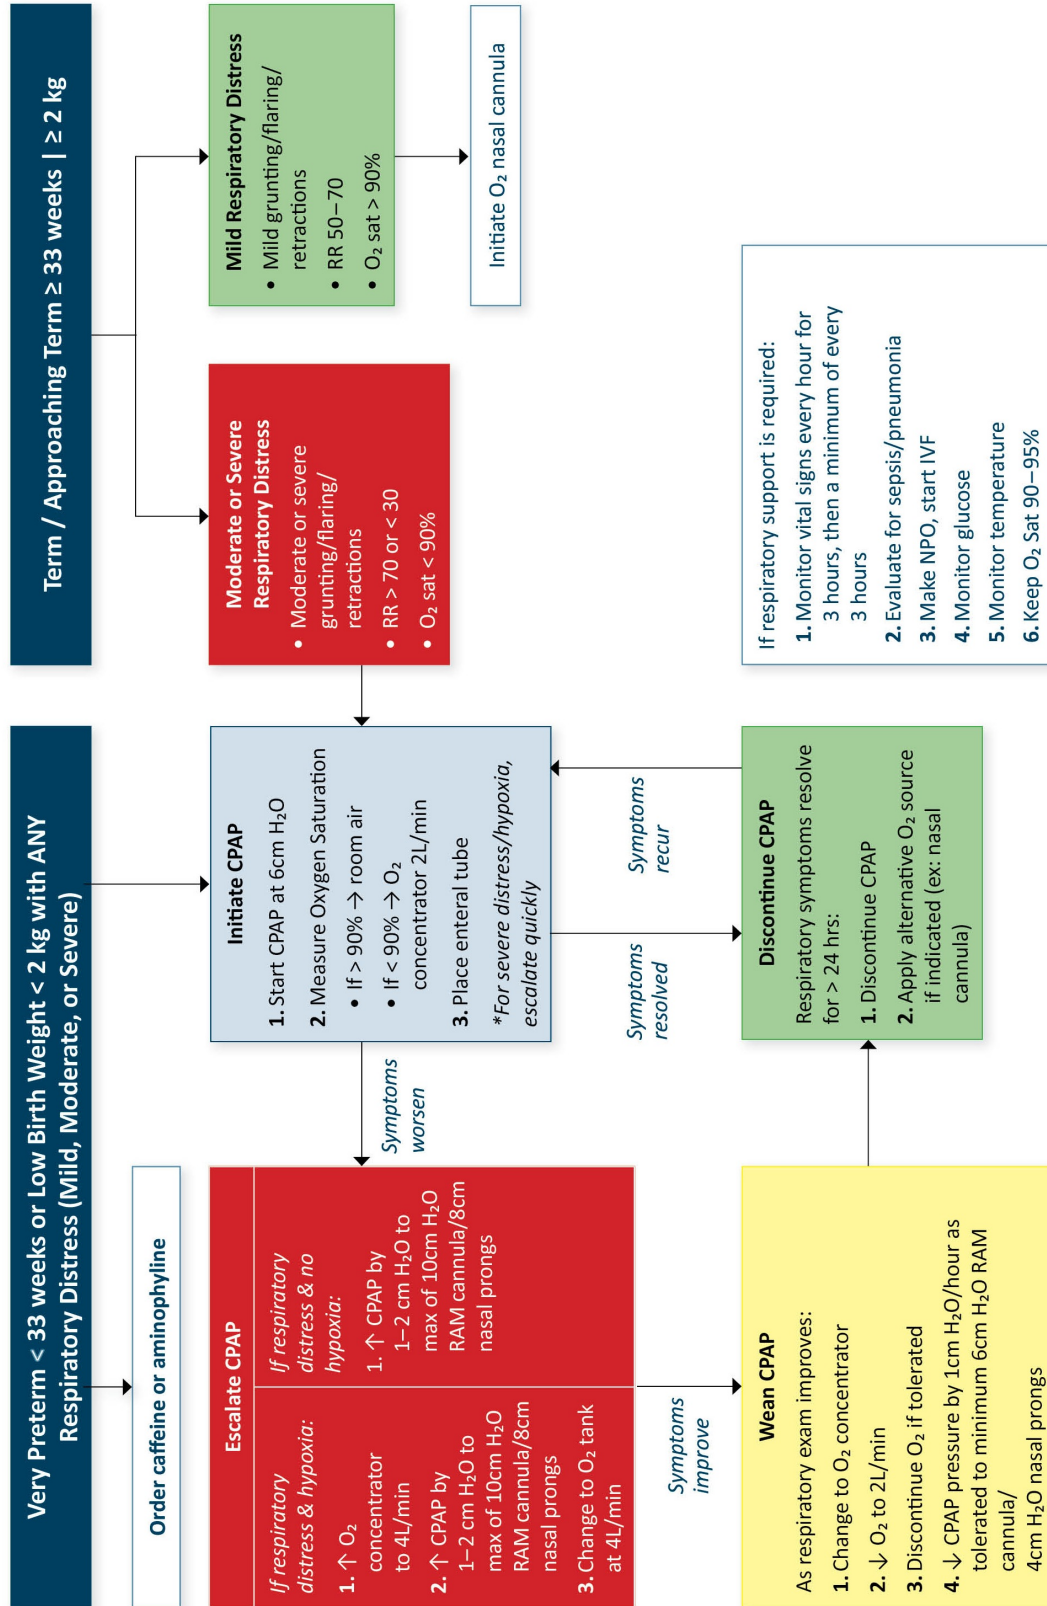 Very Preterm < 33 weeks or Low Birth Weight < 2 kg with ANY
Respiratory Distress (Mild, Moderate, or Severe)
Term / Approaching Term ≥ 33 weeks | ≥ 2 kg
Order caffeine or aminophyline
Escalate CPAP
If respiratory
distress & hypoxia:
1. ↑ O₂
concentrator
to 4L/min
2. ↑ CPAP by
1–2 cm H₂O to
max of 10cm H₂O
RAM cannula/8cm
nasal prongs
3. Change to O₂ tank
at 4L/min
If respiratory
distress & no
hypoxia:
1. ↑ CPAP by
1–2 cm H₂O to
max of 10cm H₂O
RAM cannula/8cm
nasal prongs
Symptoms
worsen
Initiate CPAP
1. Start CPAP at 6cm H₂O
2. Measure Oxygen Saturation
• If > 90% → room air
• If < 90% → O₂
concentrator 2L/min
3. Place enteral tube
*For severe distress/hypoxia,
escalate quickly
Moderate or Severe
Respiratory Distress
• Moderate or severe
grunting/flaring/
retractions
• RR > 70 or < 30
• O₂ sat < 90%
Mild Respiratory Distress
• Mild grunting/flaring/
retractions
• RR 50–70
• O₂ sat > 90%
Initiate O₂ nasal cannula
Symptoms
improve
Symptoms
resolved
Symptoms
recur
Wean CPAP
As respiratory exam improves:
1. Change to O₂ concentrator
2. ↓ O₂ to 2L/min
3. Discontinue O₂ if tolerated
4. ↓ CPAP pressure by 1cm H₂O/hour as
tolerated to minimum 6cm H₂O RAM
cannula/
4cm H₂O nasal prongs
Discontinue CPAP
Respiratory symptoms resolve
for > 24 hrs:
1. Discontinue CPAP
2. Apply alternative O₂ source
if indicated (ex: nasal
cannula)
If respiratory support is required:
1. Monitor vital signs every hour for
3 hours, then a minimum of every
3 hours
2. Evaluate for sepsis/pneumonia
3. Make NPO, start IVF
4. Monitor glucose
5. Monitor temperature
6. Keep O₂ Sat 90–95%